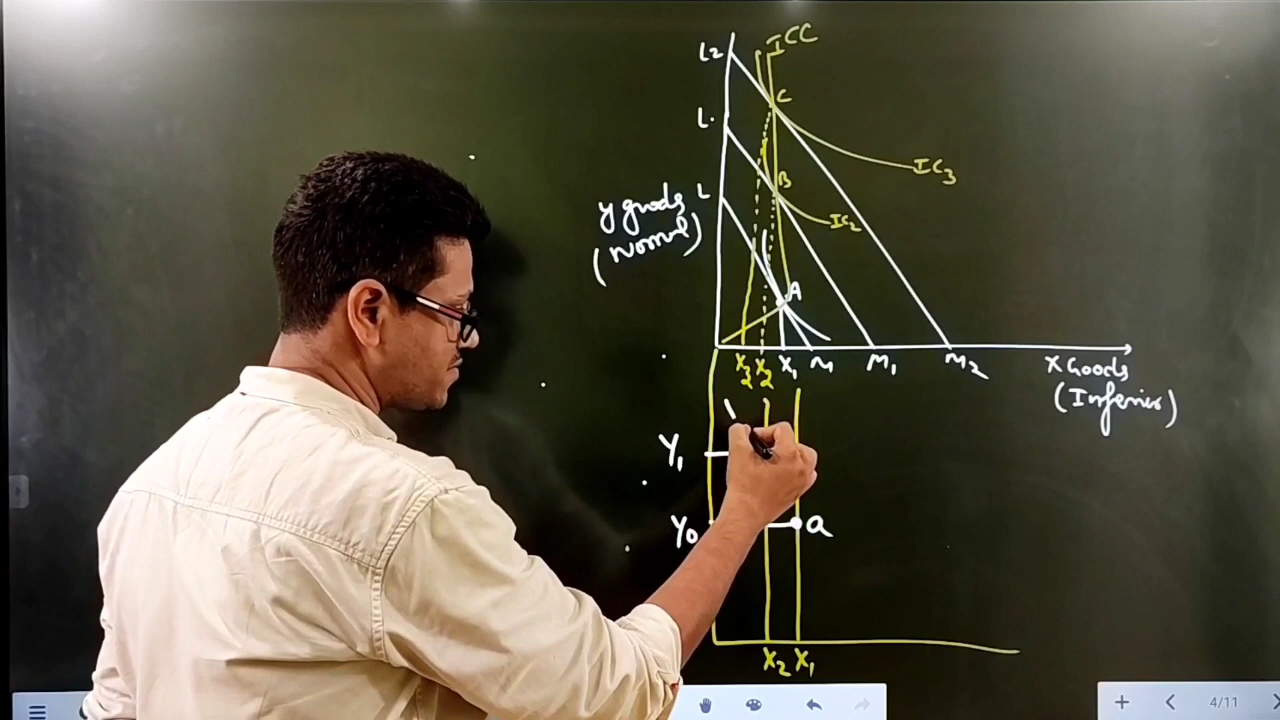 L2
ICC
C
L.
IC3
B
L
y goods
(Normal)
IC2
A
X3 X2 X1 M M1 M2
X Goods
(Inferior)
Y1
Y0
a
X2 X1
4/11